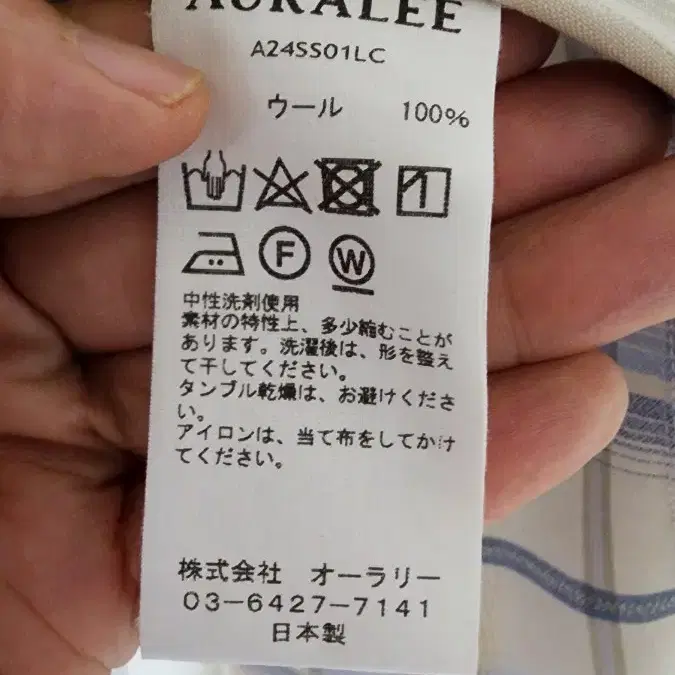 AURALEE
A24SS01LC
ウール 100%
F W
中性洗剤使用
素材の特性上、多少縮むことが
あります。洗濯後は、形を整え
て干してください。
タンブル乾燥は、お避けくださ
い。
アイロンは、当て布をしてかけ
てください。
株式会社 オーラリー
03-6427-7141
日本製